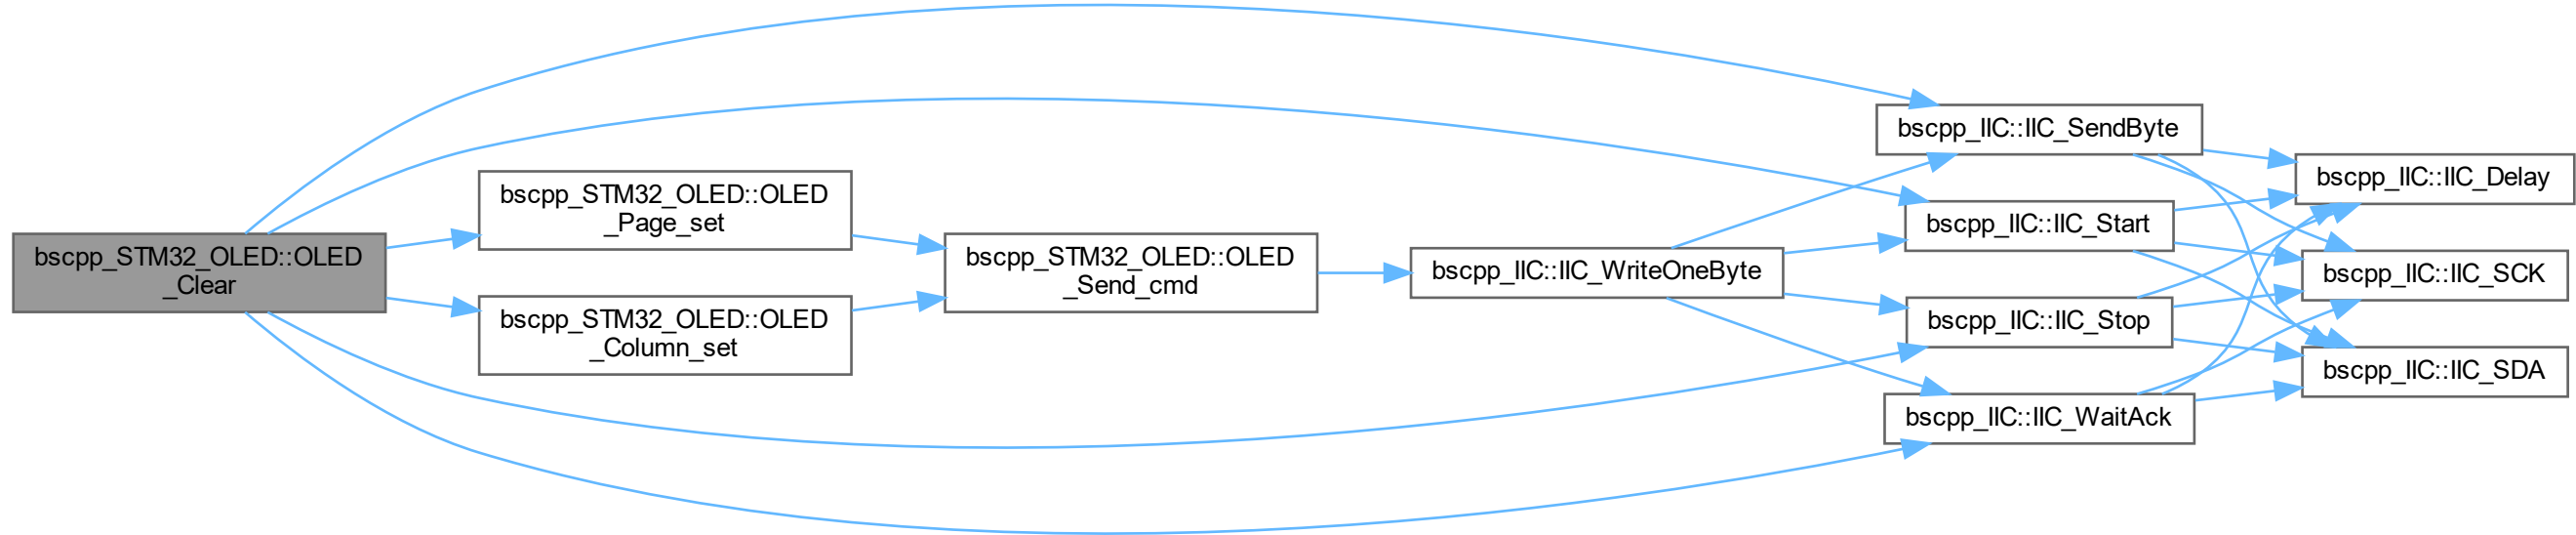 bscpp_STM32_OLED::OLED
_Clear
bscpp_STM32_OLED::OLED
_Page_set
bscpp_STM32_OLED::OLED
_Column_set
bscpp_STM32_OLED::OLED
_Send_cmd
bscpp_IIC::IIC_WriteOneByte
bscpp_IIC::IIC_SendByte
bscpp_IIC::IIC_Start
bscpp_IIC::IIC_Stop
bscpp_IIC::IIC_WaitAck
bscpp_IIC::IIC_Delay
bscpp_IIC::IIC_SCK
bscpp_IIC::IIC_SDA